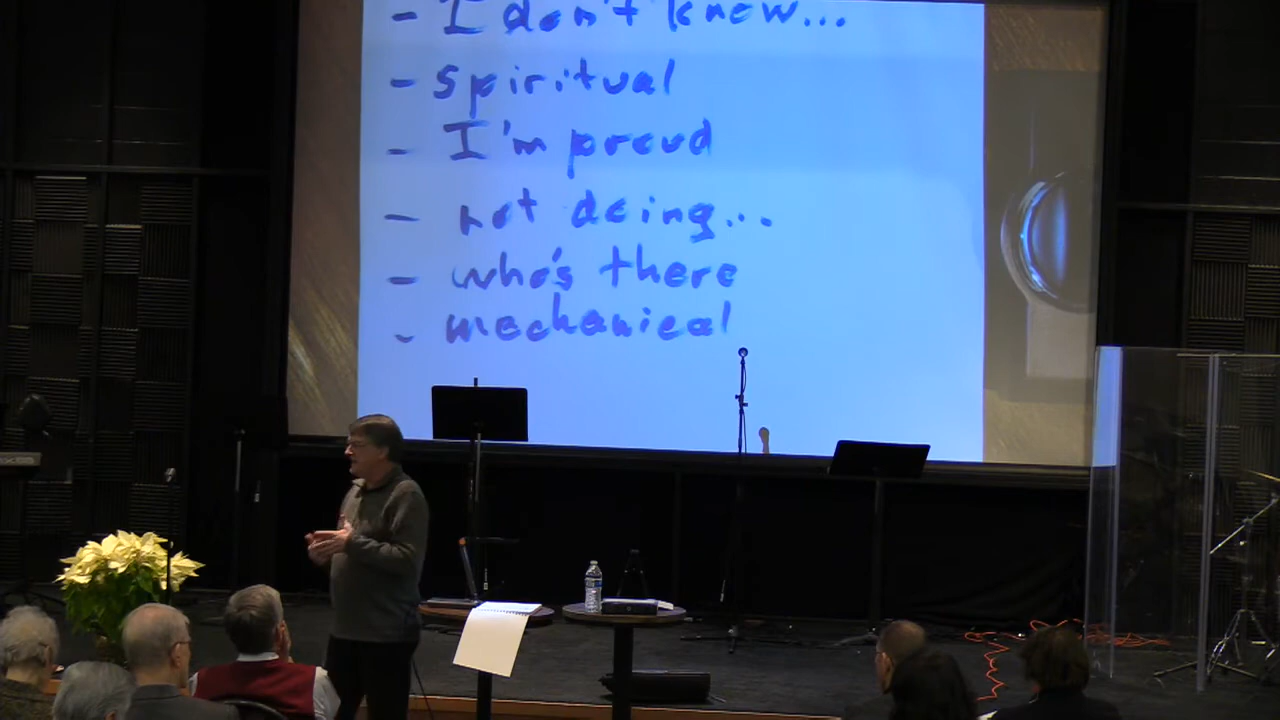 - I don't know...
- spiritual
- I'm proud
- not doing...
- who's there
- mechanical